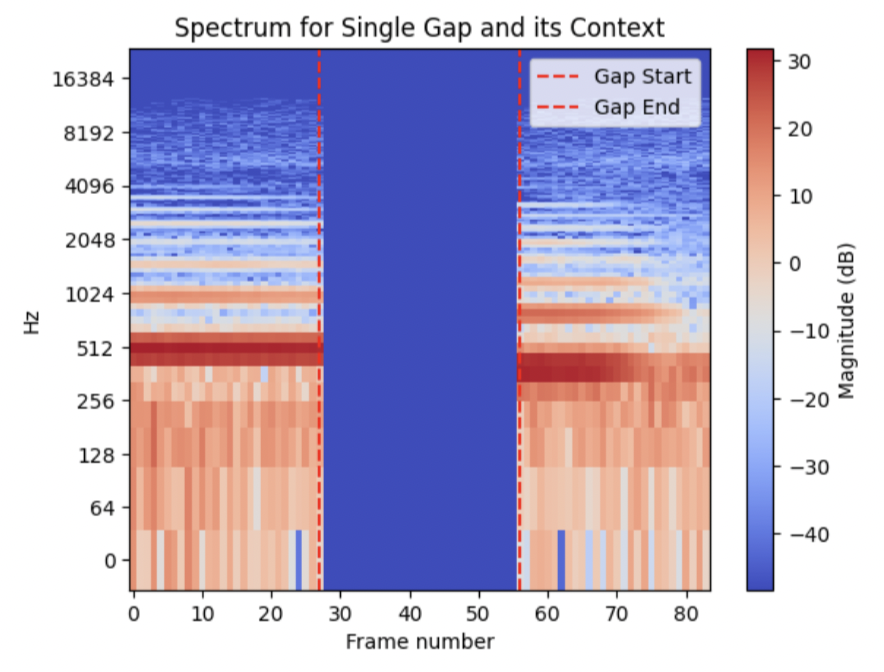 Spectrum for Single Gap and its Context
Gap Start
Gap End
16384
8192
4096
2048
1024
512
256
128
64
0
Hz
0 10 20 30 40 50 60 70 80
Frame number
30
20
10
0
−10
−20
−30
−40
Magnitude (dB)